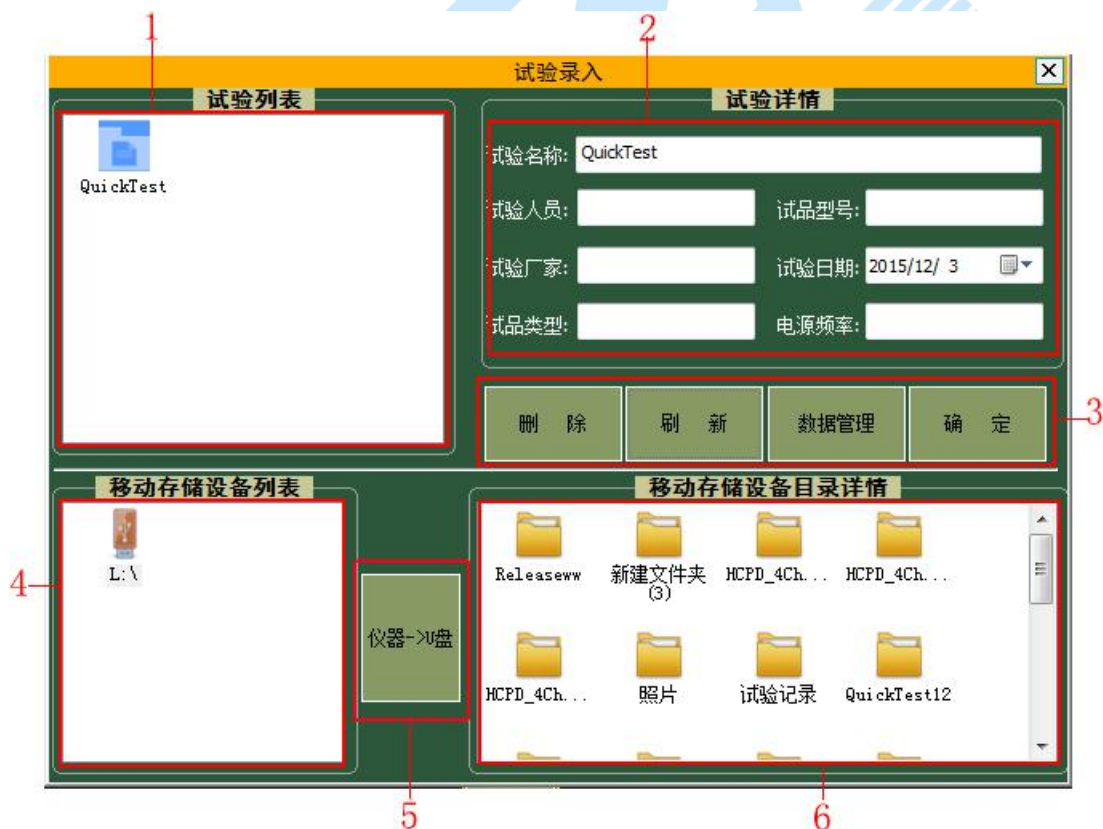 1
2
试验录入
试验列表
试验详情
QuickTest
试验名称: QuickTest
试验人员:
试品型号:
试验厂家:
试验日期: 2015/12/ 3
试品类型:
电源频率:
删 除
刷 新
数据管理
确 定
3
移动存储设备列表
移动存储设备目录详情
4
L:\
仪器->U盘
Releaseww
新建文件夹
(3)
HCPD_4Ch...
HCPD_4Ch...
HCPD_4Ch...
照片
试验记录
QuickTest12
5
6